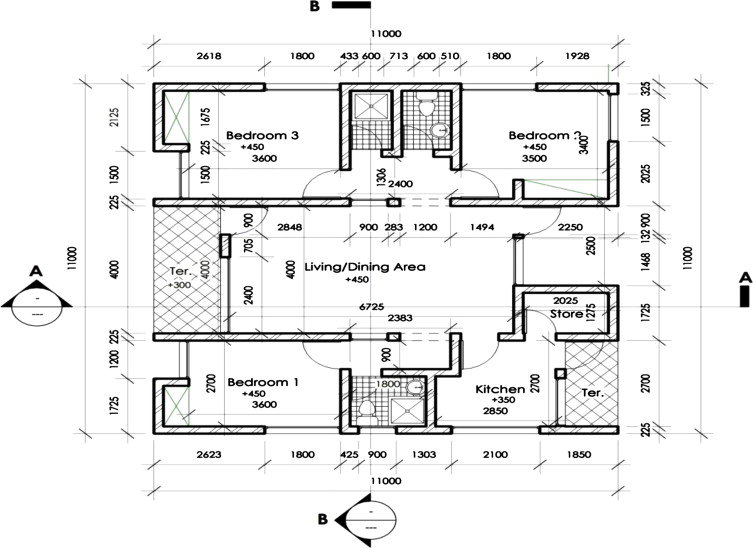 B
11000
2618 1800 433 600 713 600 510 1800 1928
2125 1675 325
1500
Bedroom 3 Bedroom
+450 +450
3600 3500 3400
225
1500 1500 1306 2025
2400
225
900 900
2848 900 283 1200 1494 2250 132
705 2500
A 11000 4000 Ter. 4000 4000 Living/Dining Area 1468 11000 A
+300 +450
2400 6725 2025 1275 1725
2383 Store
225
1200 900
2700 Bedroom 1 1800 Kitchen 2700 Ter. 2700
+450 +350
1725 3600 2850
225
2623 1800 425 900 1303 2100 1850
11000
B